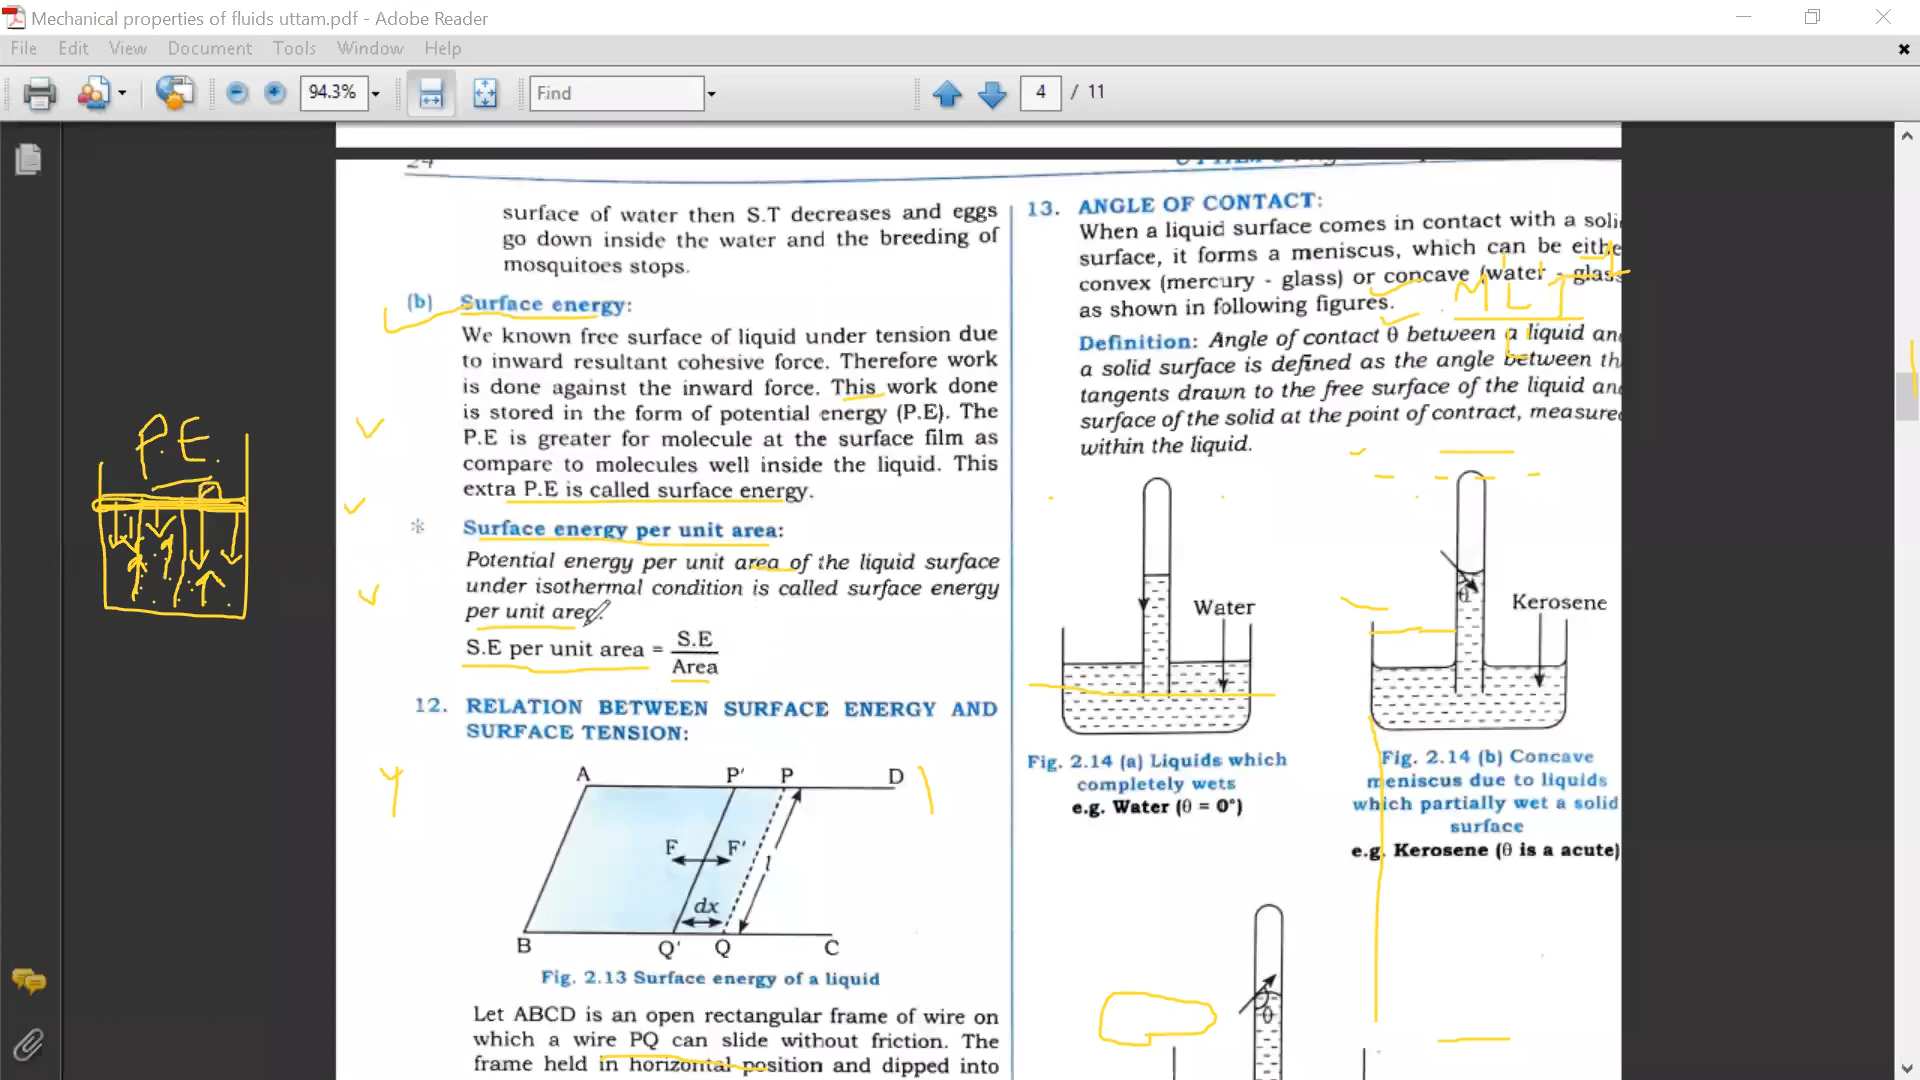 Mechanical properties of fluids uttam.pdf - Adobe Reader
File Edit View Document Tools Window Help
94.3% Find 4 / 11
24
surface of water then S.T decreases and eggs
go down inside the water and the breeding of
mosquitoes stops.
(b) Surface energy:
We known free surface of liquid under tension due
to inward resultant cohesive force. Therefore work
is done against the inward force. This work done
is stored in the form of potential energy (P.E). The
P.E is greater for molecule at the surface film as
compare to molecules well inside the liquid. This
extra P.E is called surface energy.
P.E.
* Surface energy per unit area:
Potential energy per unit area of the liquid surface
under isothermal condition is called surface energy
per unit area.
S.E per unit area = S.E
Area
12. RELATION BETWEEN SURFACE ENERGY AND
SURFACE TENSION:
A P' P D
F F' l
dx
B Q' Q C
Fig. 2.13 Surface energy of a liquid
Let ABCD is an open rectangular frame of wire on
which a wire PQ can slide without friction. The
frame held in horizontal position and dipped into
13. ANGLE OF CONTACT:
When a liquid surface comes in contact with a soli
surface, it forms a meniscus, which can be eithe
convex (mercury - glass) or concave (water - glass
as shown in following figures.
M L T
Definition: Angle of contact θ between a liquid an
a solid surface is defined as the angle between th
tangents drawn to the free surface of the liquid an
surface of the solid at the point of contract, measure
within the liquid.
Water
θ
Kerosene
Fig. 2.14 (a) Liquids which
completely wets
e.g. Water (θ = 0°)
Fig. 2.14 (b) Concave
meniscus due to liquids
which partially wet a solid
surface
e.g. Kerosene (θ is a acute)
θ